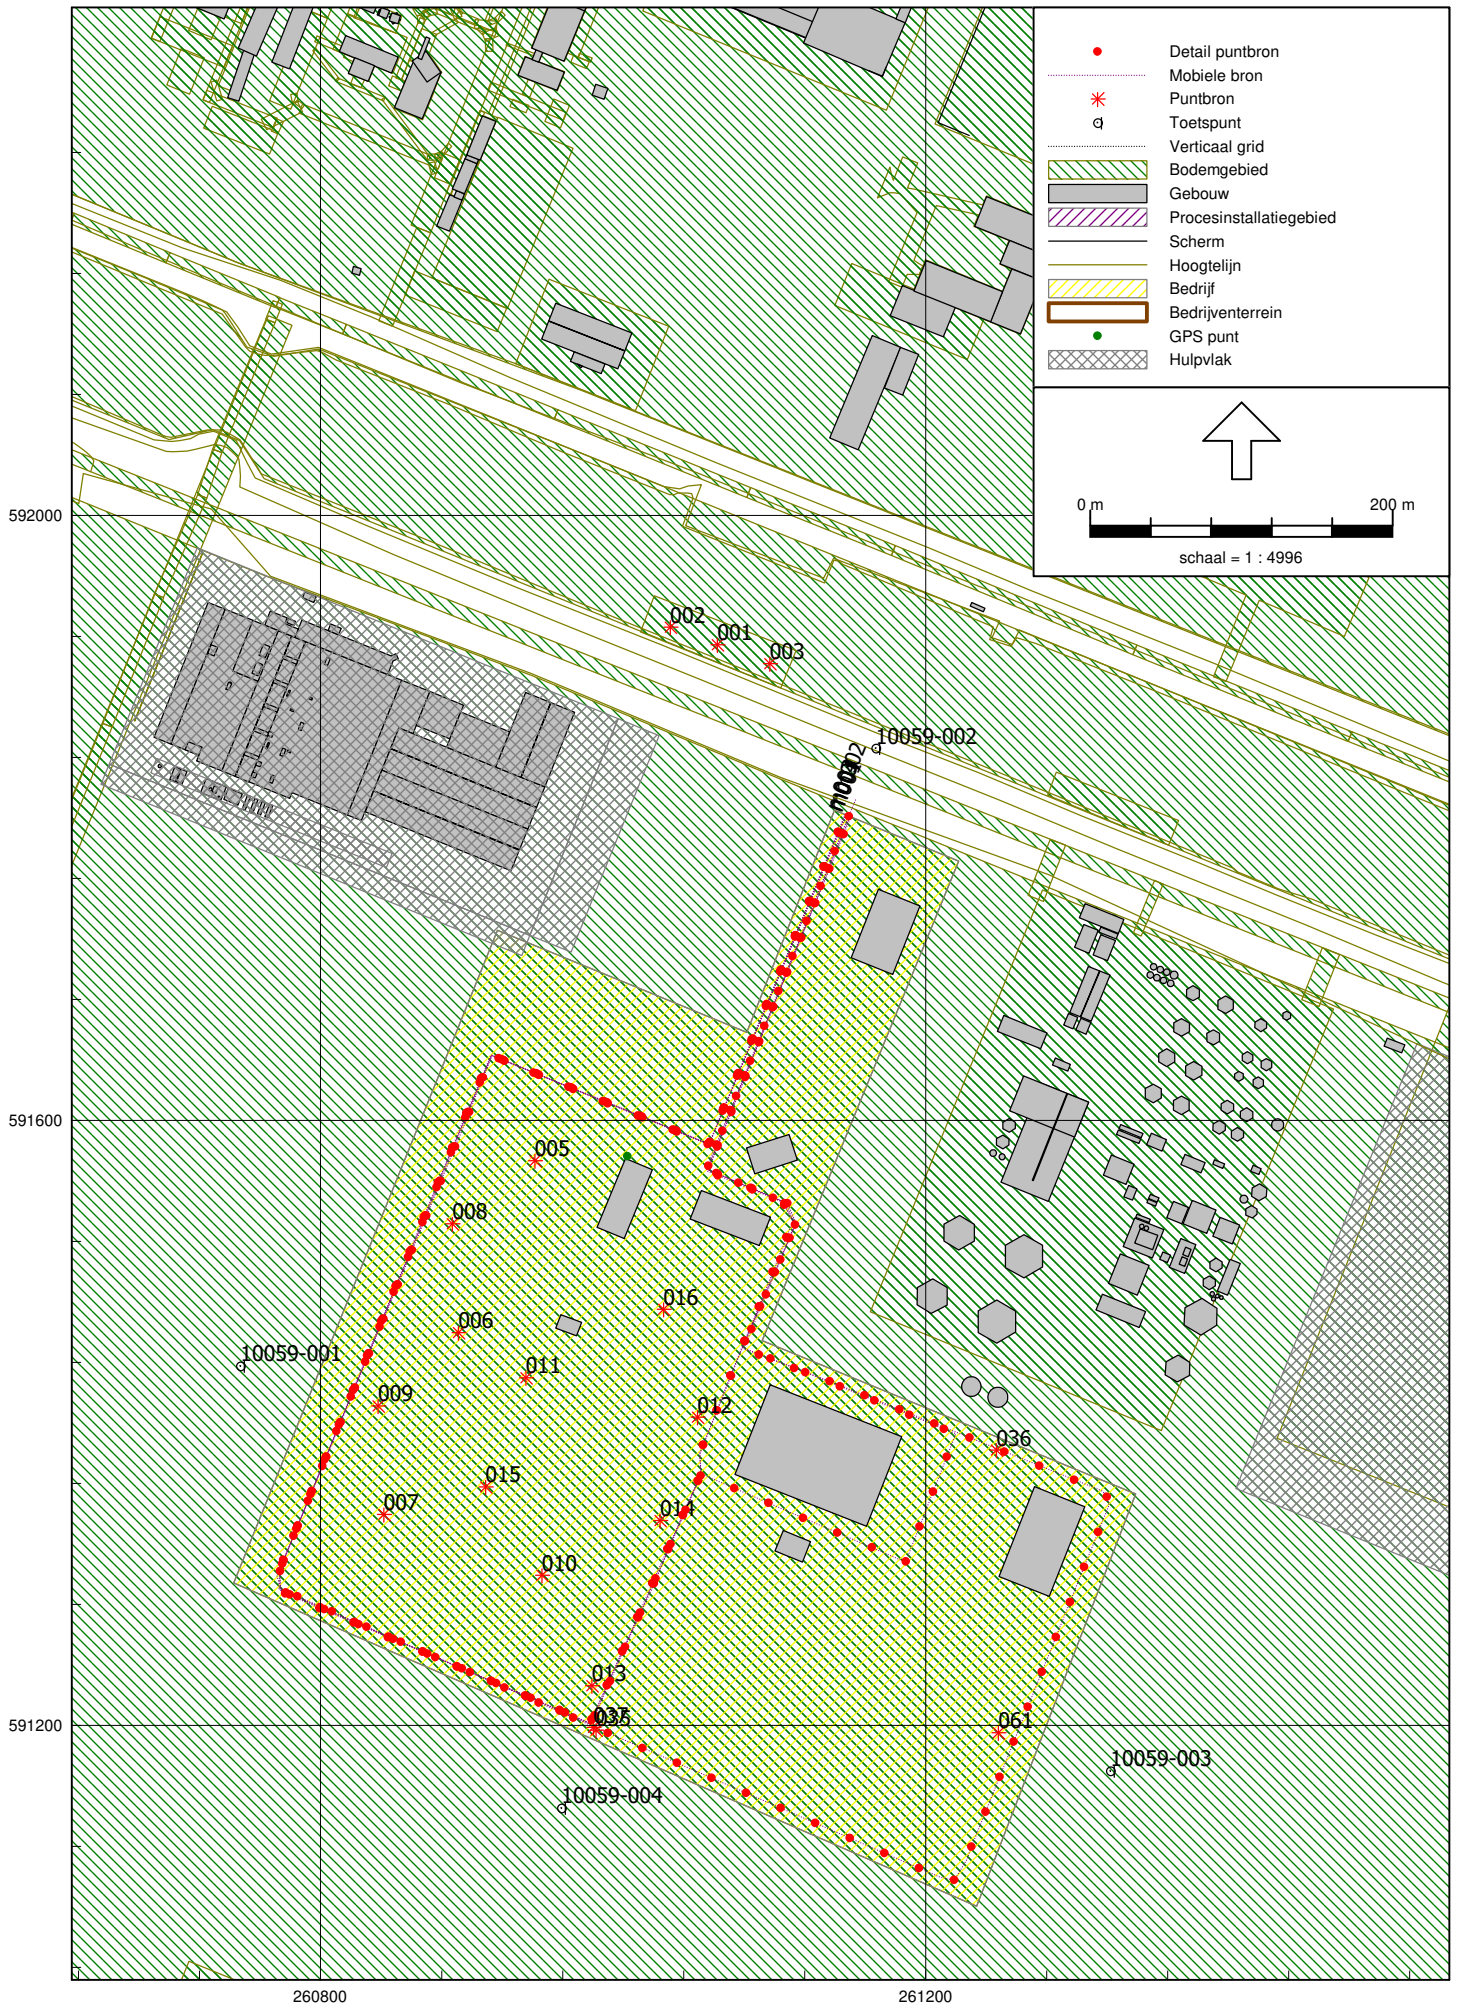 Detail puntbron
Mobiele bron
Puntbron
Toetspunt
Verticaal grid
Bodemgebied
Gebouw
Procesinstallatiegebied
Scherm
Hoogtelijn
Bedrijf
Bedrijventerrein
GPS punt
Hulpvlak
0 m 200 m
schaal = 1 : 4996
592000
002
001
003
10059-002
591600
005
008
016
006
10059-001
011
009
012
036
015
007
014
010
013
591200
061
10059-003
10059-004
260800 261200